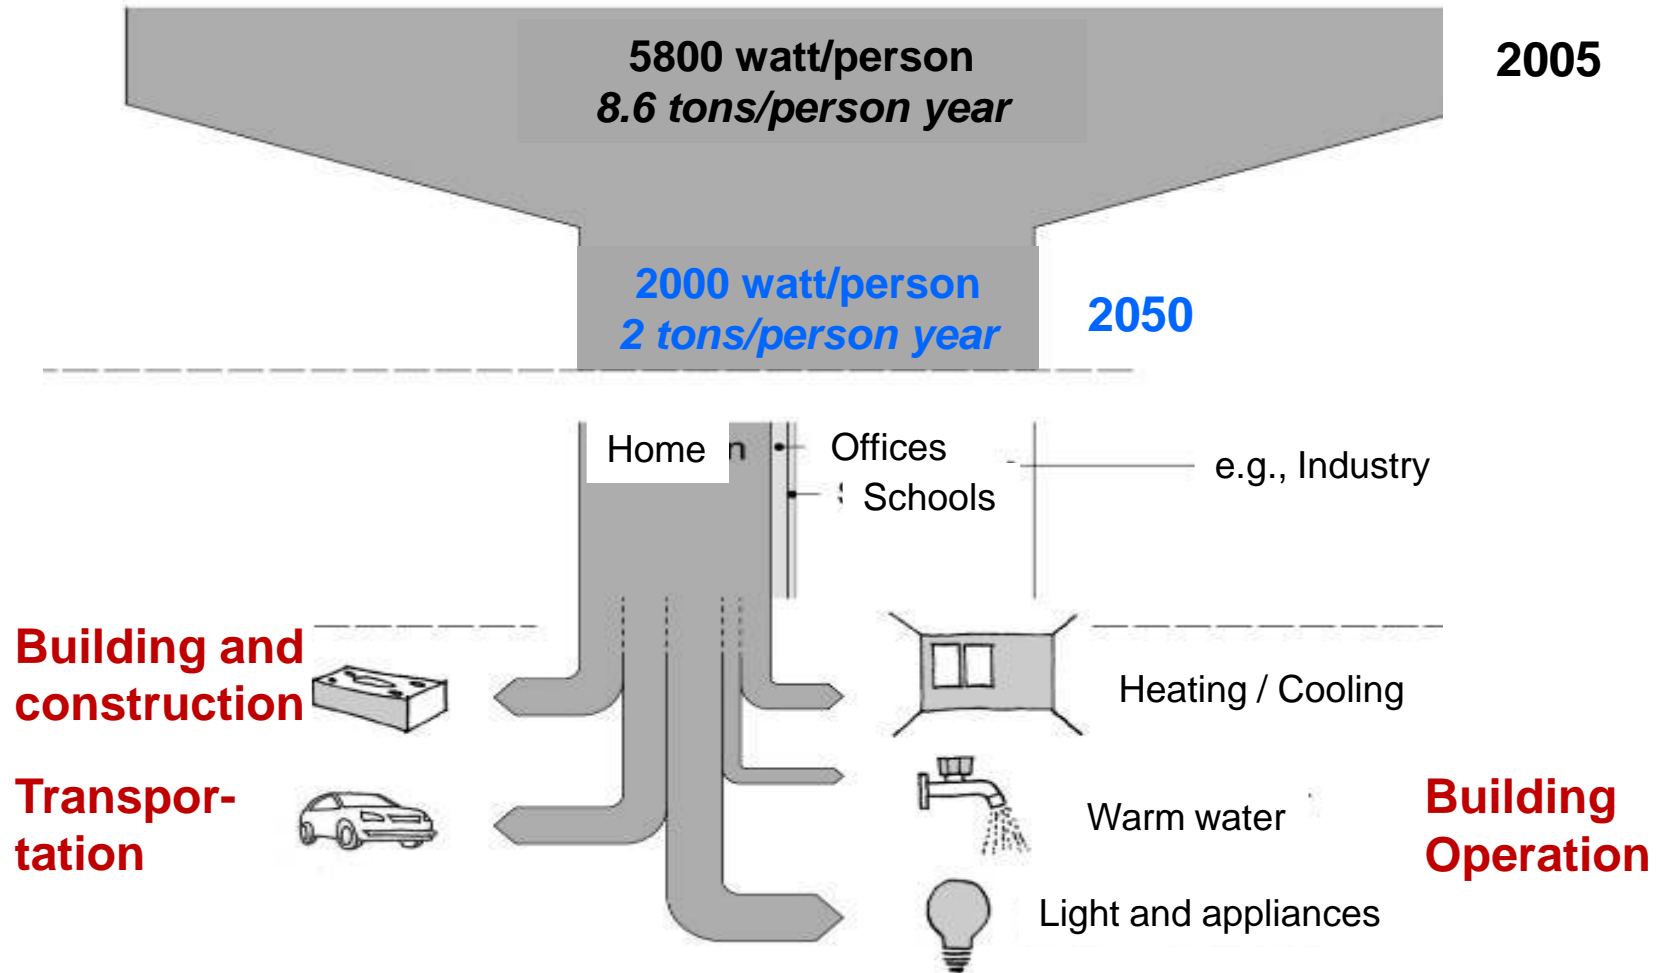 5800 watt/person
8.6 tons/person year
2005
2000 watt/person
2 tons/person year
2050
Home
Offices
Schools
e.g., Industry
Building and
construction
Heating / Cooling
Transpor-
tation
Warm water
Building
Operation
Light and appliances